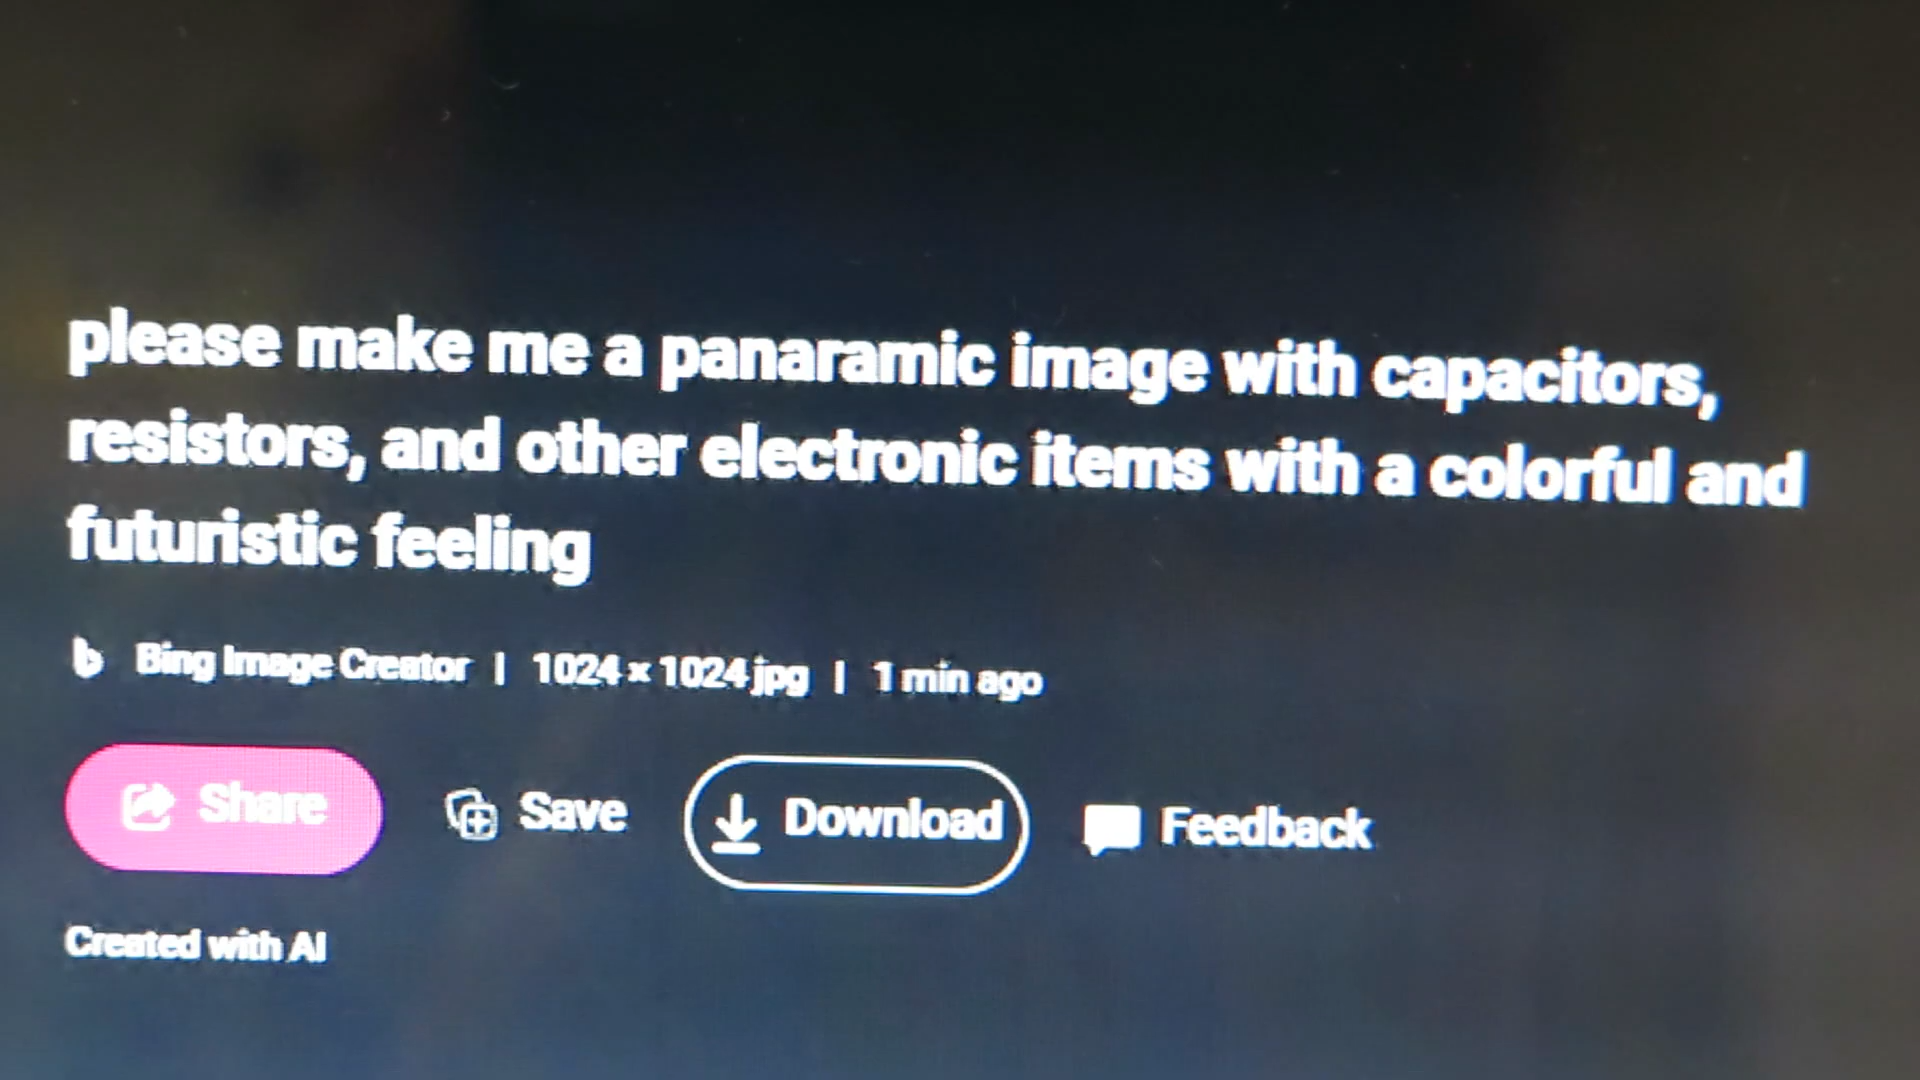 please make me a panaramic image with capacitors,
resistors, and other electronic items with a colorful and
futuristic feeling
Bing Image Creator | 1024 x 1024 jpg | 1 min ago
Share Save Download Feedback
Created with AI